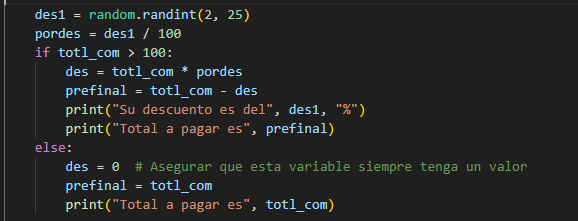 des1 = random.randint(2, 25)
pordes = des1 / 100
if totl_com > 100:
    des = totl_com * pordes
    prefinal = totl_com - des
    print("Su descuento es del", des1, "%")
    print("Total a pagar es", prefinal)
else:
    des = 0  # Asegurar que esta variable siempre tenga un valor
    prefinal = totl_com
    print("Total a pagar es", totl_com)